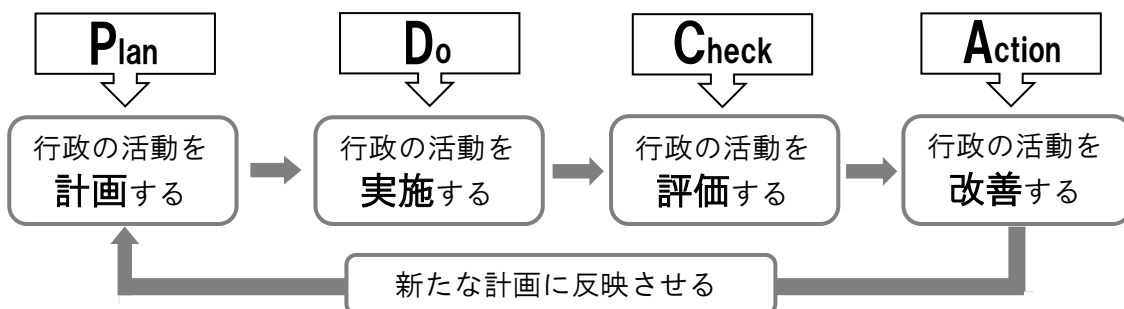 Plan
Do
Check
Action
行政の活動を
計画する
行政の活動を
実施する
行政の活動を
評価する
行政の活動を
改善する
新たな計画に反映させる